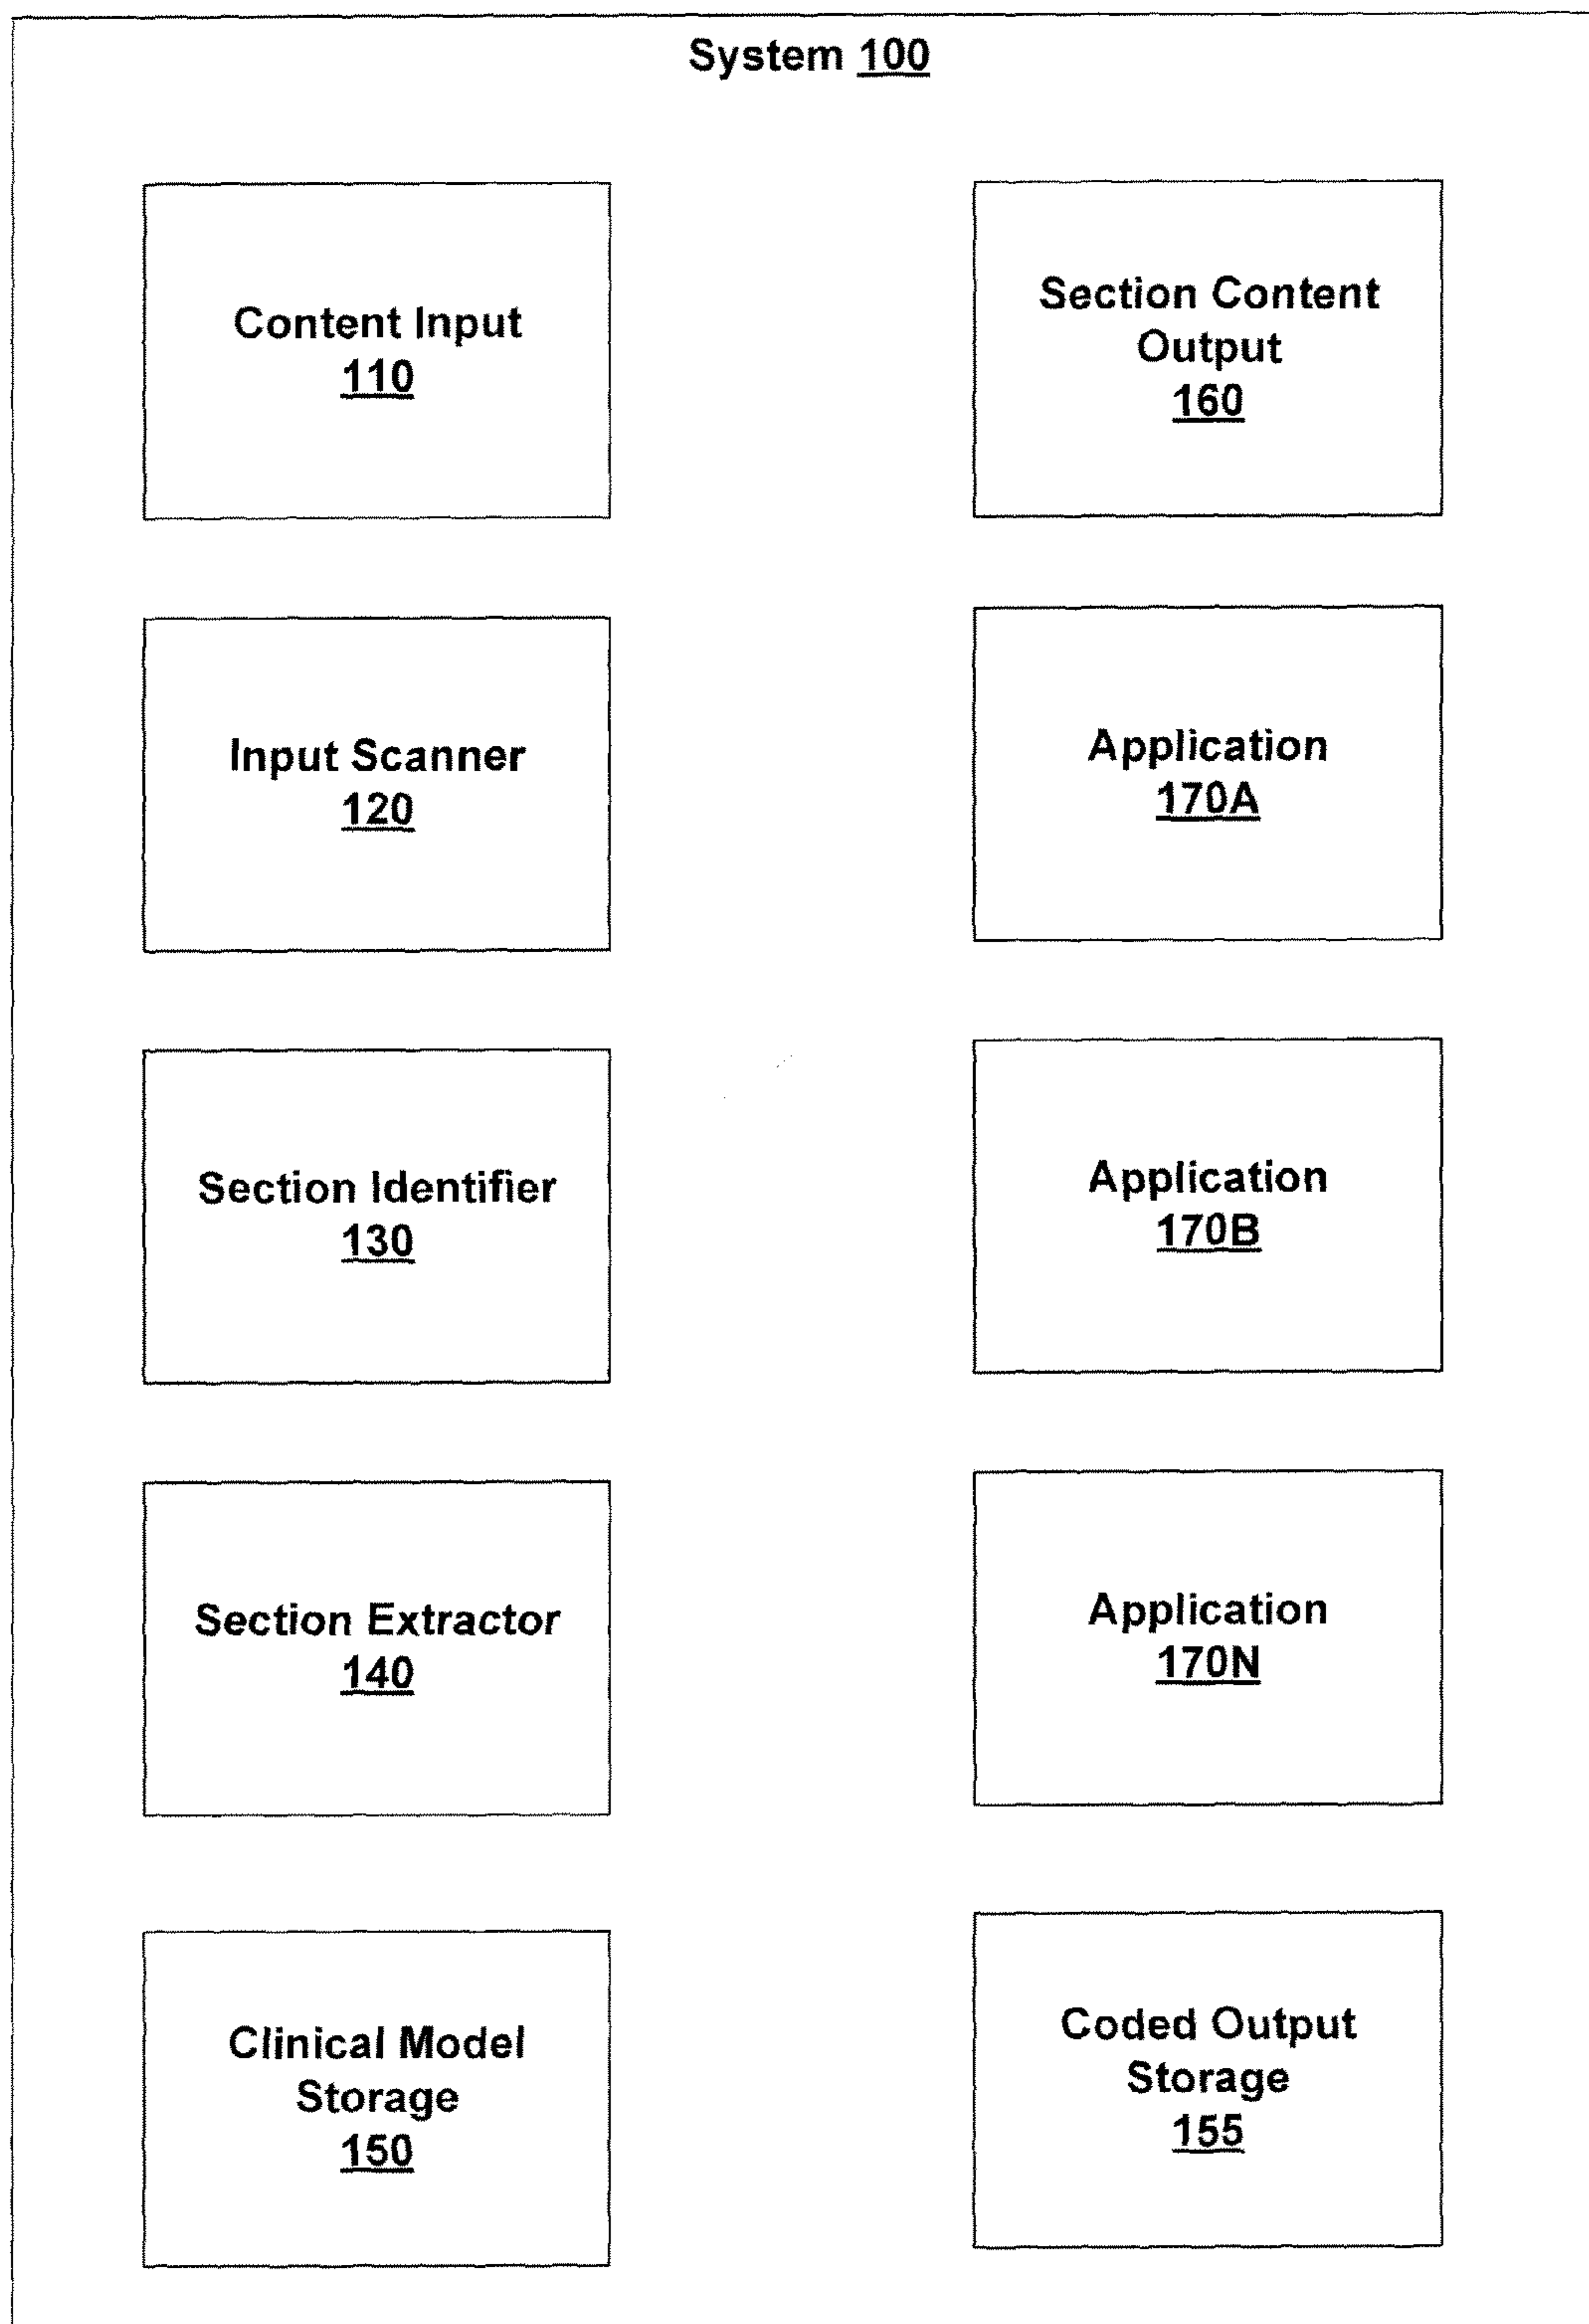 System 100
Content Input
110
Section Content
Output
160
Input Scanner
120
Application
170A
Section Identifier
130
Application
170B
Section Extractor
140
Application
170N
Clinical Model
Storage
150
Coded Output
Storage
155